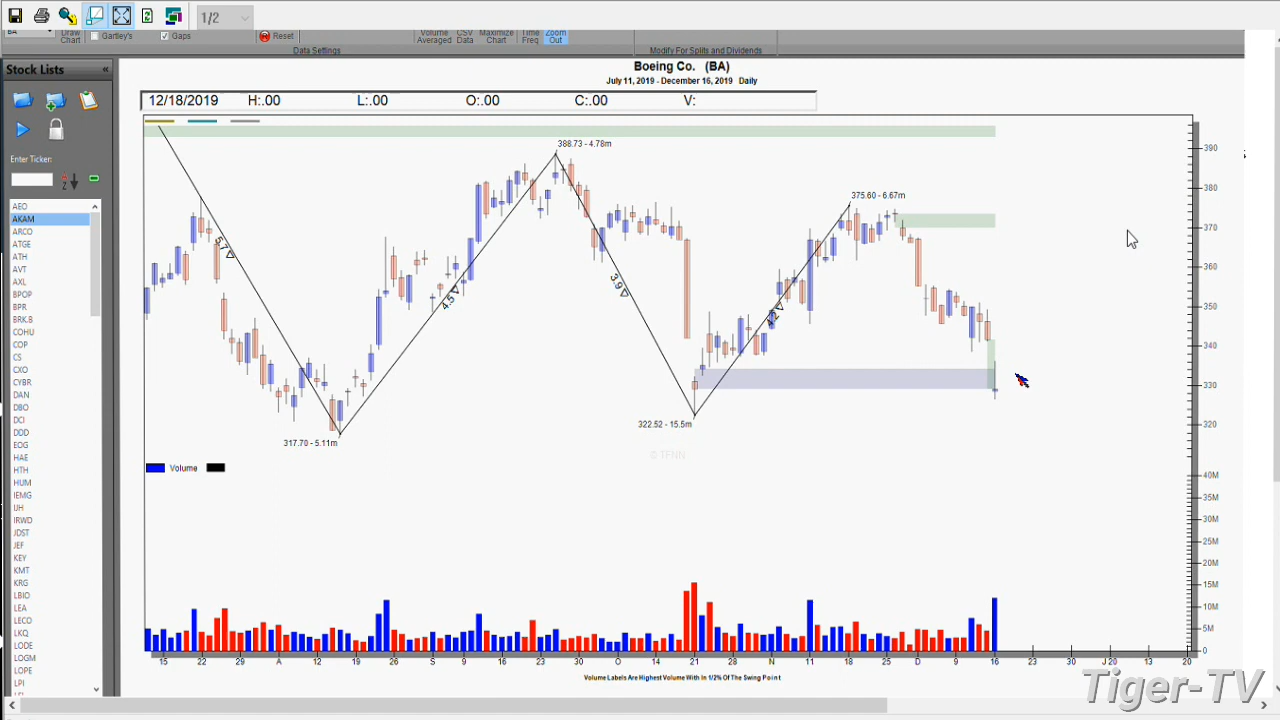 1/2
BA
Draw Chart
Gartley's
Gaps
Reset
Volume Averaged
CSV Data
Maximize Chart
Time Freq
Zoom Out
Data Settings
Modify For Splits and Dividends
Stock Lists
«
Enter Ticker:
AEO
AKAM
ARCO
ATGE
ATH
AVT
AXL
BPOP
BPR
BRK.B
COHU
COP
CS
CXO
CYBR
DAN
DBO
DCI
DDD
EOG
HAE
HTH
HUM
IEMG
IJH
IRWD
JDST
JEF
KEY
KMT
KRG
LBIO
LEA
LECO
LKQ
LODE
LOGM
LOPE
LPI
Boeing Co. (BA)
July 11, 2019 - December 16, 2019 Daily
12/18/2019 H:.00 L:.00 O:.00 C:.00 V:
388.73 - 4.78m
375.60 - 6.67m
5.7
4.5
3.9
4.2
322.52 - 15.5m
317.70 - 5.11m
© TFNN
Volume
390
380
370
360
350
340
330
320
40M
35M
30M
25M
20M
15M
10M
5M
0
15 22 29 A 12 19 26 S 9 16 23 30 O 14 21 28 N 11 18 25 D 9 16 23 30 J 20 13 20
Volume Labels Are Highest Volume With In 1/2% Of The Swing Point
Tiger-TV